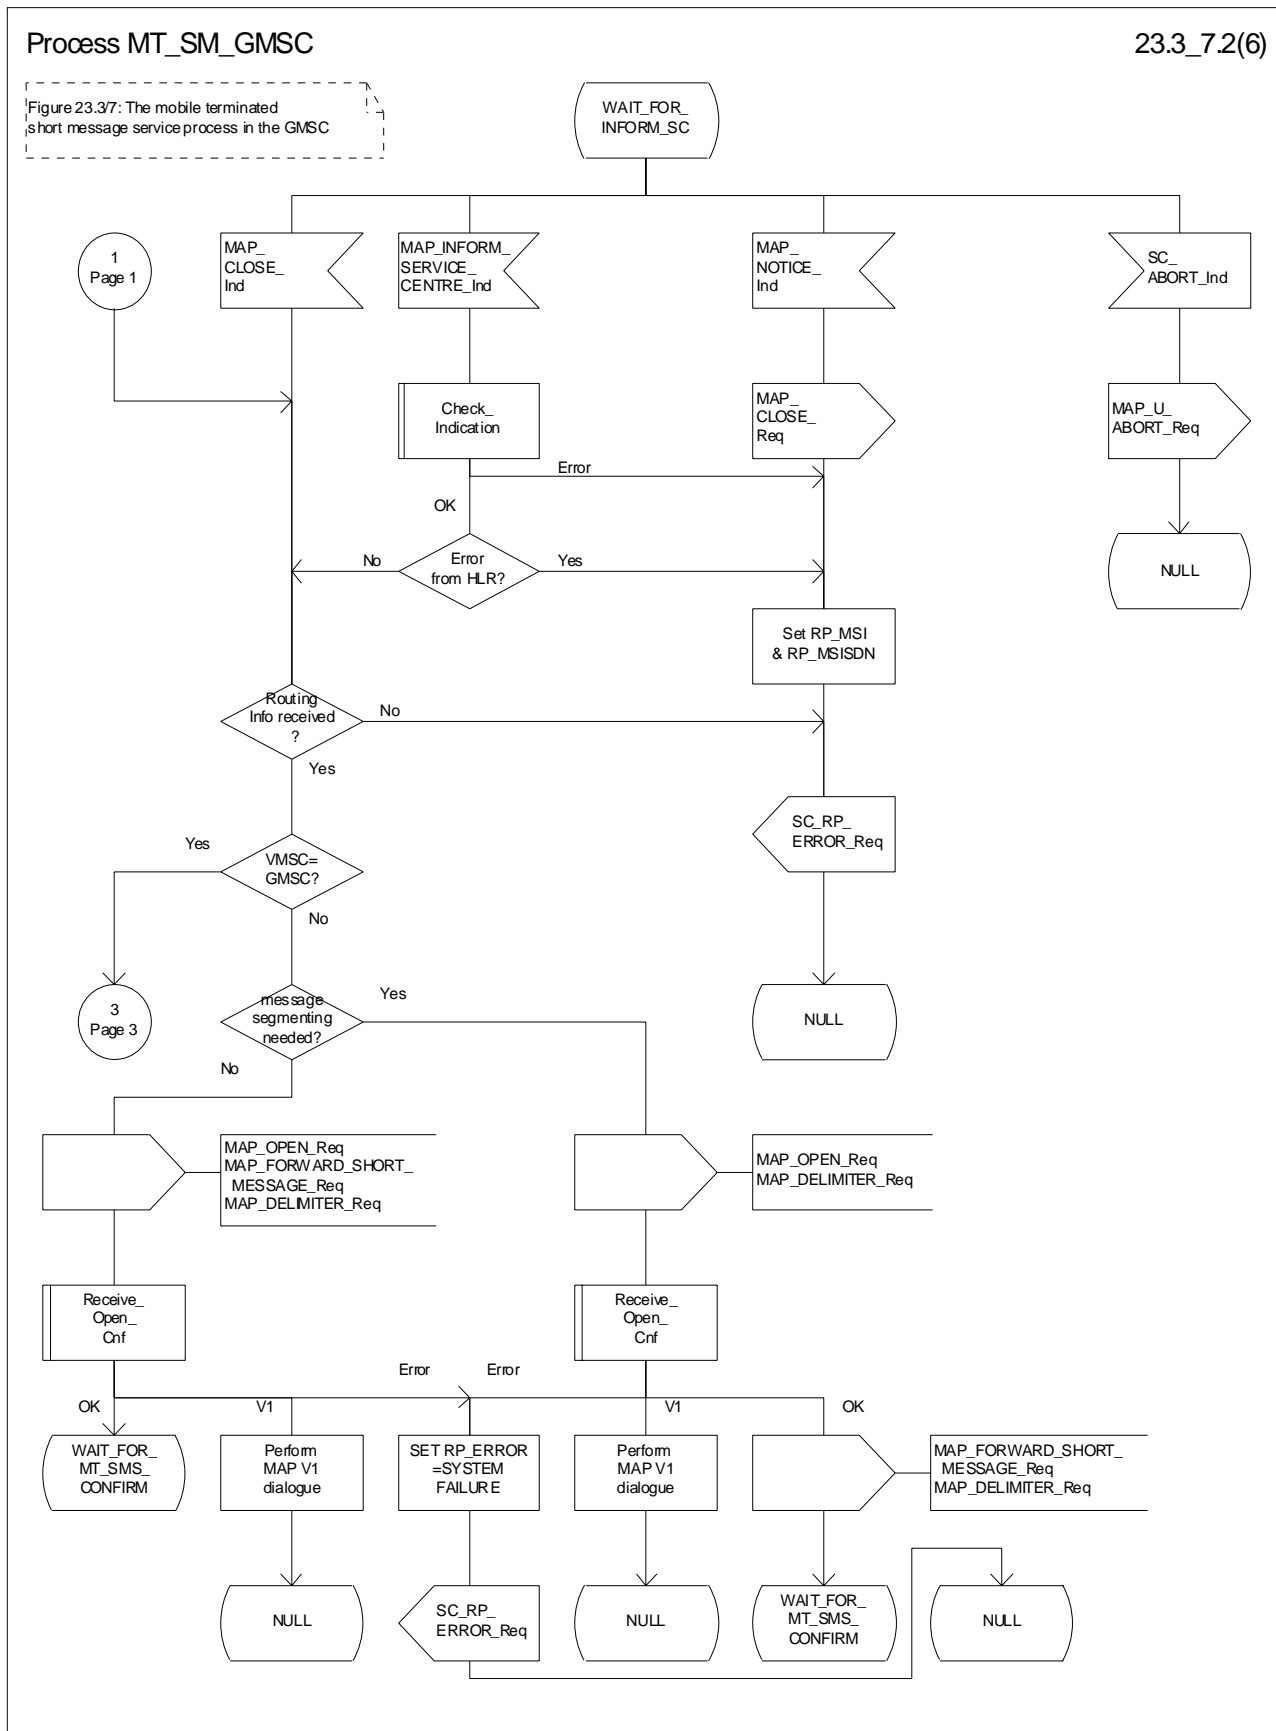 Process MT_SM_GMSC
23.3_7.2(6)
Figure 23.3/7: The mobile terminated
short message service process in the GMSC
WAIT_FOR_
INFORM_SC
1
Page 1
MAP_
CLOSE_
Ind
MAP_INFORM_
SERVICE_
CENTRE_Ind
MAP_
NOTICE_
Ind
SC_
ABORT_Ind
Check_
Indication
MAP_
CLOSE_
Req
MAP_U_
ABORT_Req
Error
OK
No
Error
from HLR?
Yes
NULL
Set RP_MSI
& RP_MSISDN
Routing
Info received
?
No
Yes
SC_RP_
ERROR_Req
Yes
VMSC=
GMSC?
No
3
Page 3
message
segmenting
needed?
Yes
NULL
No
MAP_OPEN_Req
MAP_FORWARD_SHORT_
MESSAGE_Req
MAP_DELIMITER_Req
MAP_OPEN_Req
MAP_DELIMITER_Req
Receive_
Open_
Cnf
Receive_
Open_
Cnf
Error
Error
OK
V1
V1
OK
WAIT_FOR_
MT_SMS_
CONFIRM
Perform
MAP V1
dialogue
SET RP_ERROR
=SYSTEM
FAILURE
Perform
MAP V1
dialogue
MAP_FORWARD_SHORT_
MESSAGE_Req
MAP_DELIMITER_Req
NULL
SC_RP_
ERROR_Req
NULL
WAIT_FOR_
MT_SMS_
CONFIRM
NULL